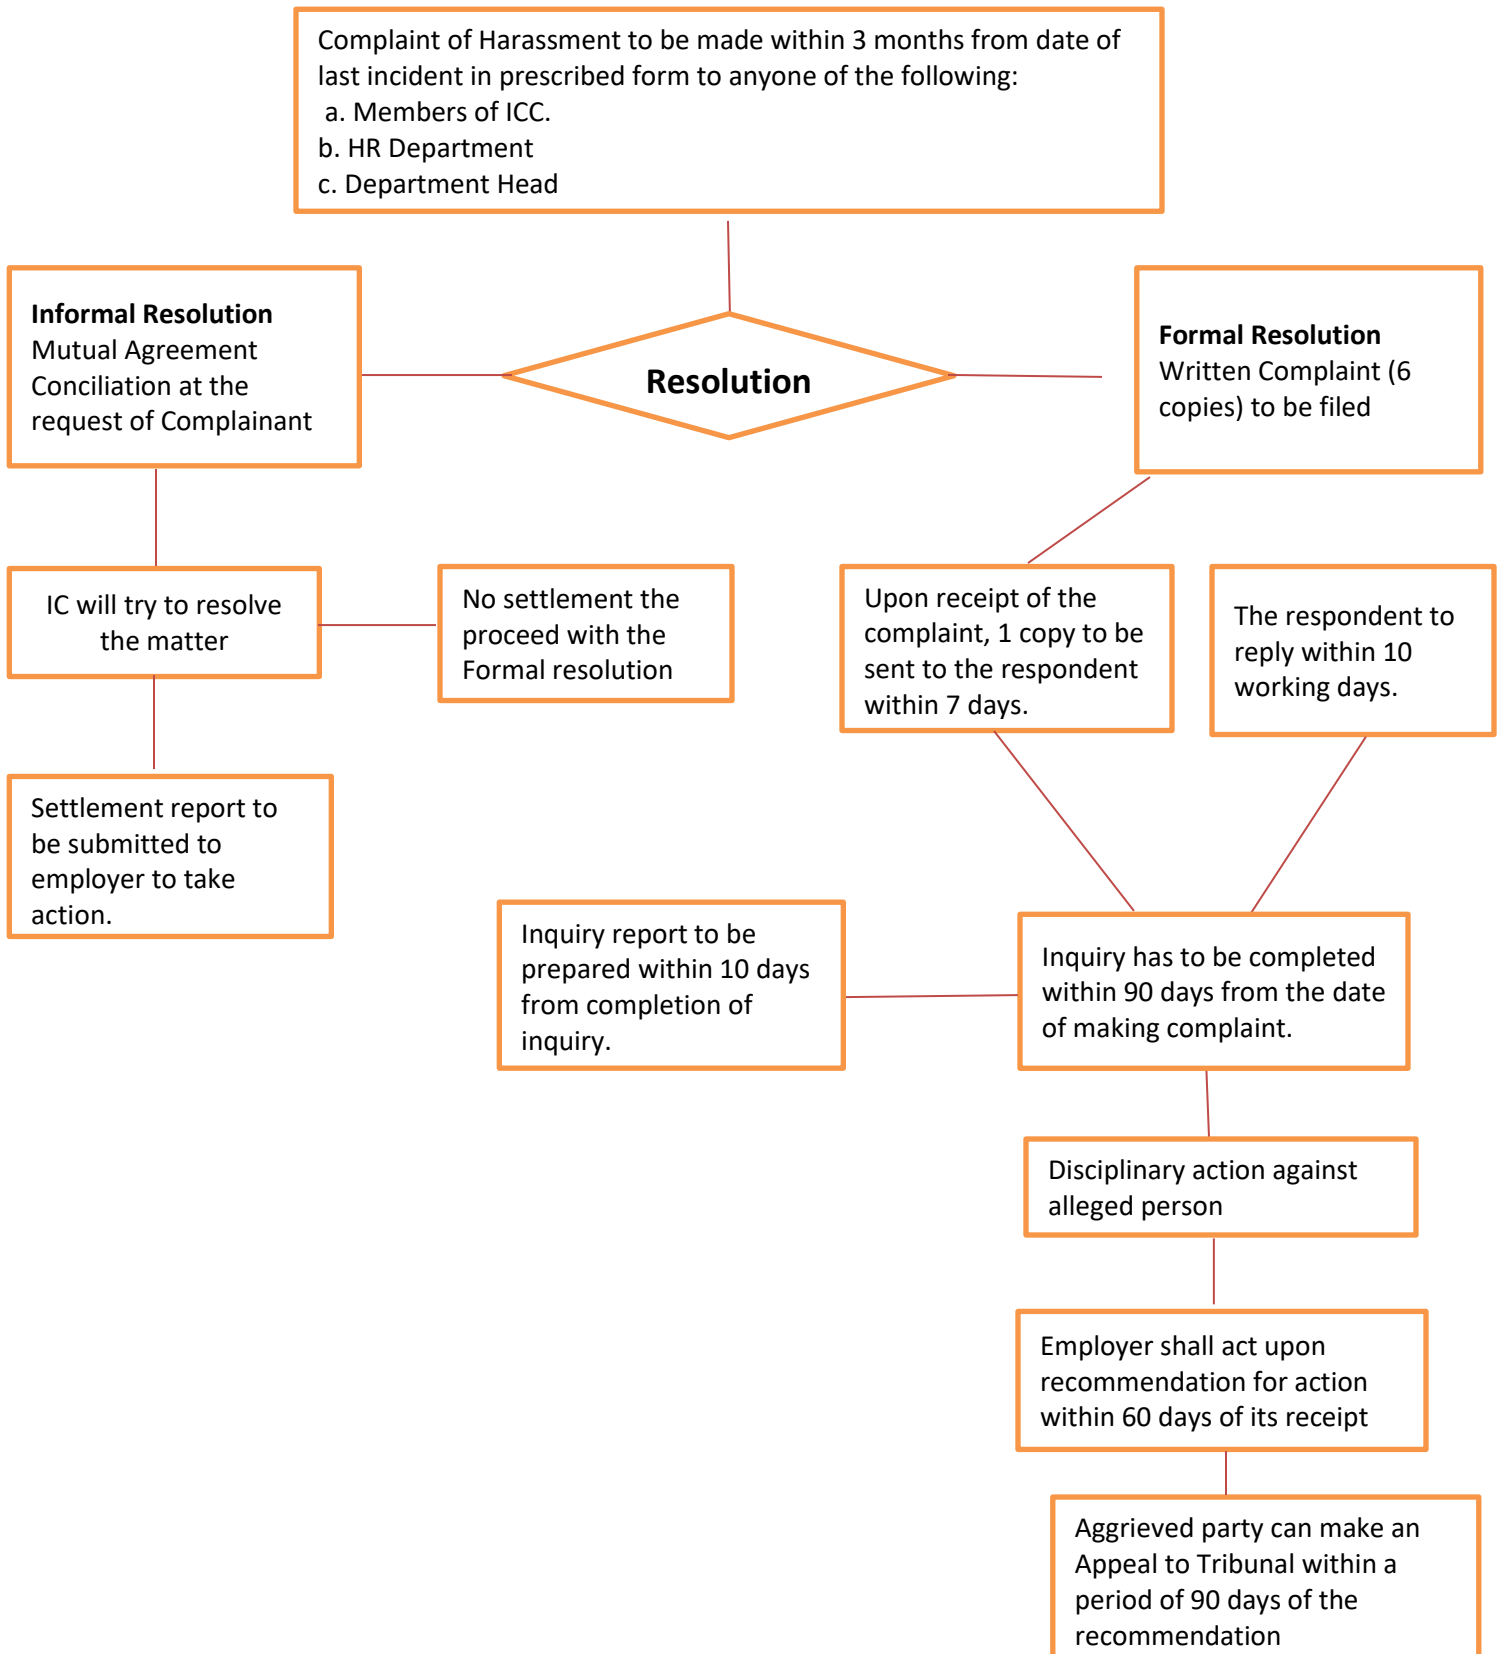 Complaint of Harassment to be made within 3 months from date of
last incident in prescribed form to anyone of the following:
a. Members of ICC.
b. HR Department
c. Department Head
Informal Resolution
Mutual Agreement
Conciliation at the
request of Complainant
Resolution
Formal Resolution
Written Complaint (6
copies) to be filed
IC will try to resolve
the matter
No settlement the
proceed with the
Formal resolution
Upon receipt of the
complaint, 1 copy to be
sent to the respondent
within 7 days.
The respondent to
reply within 10
working days.
Settlement report to
be submitted to
employer to take
action.
Inquiry report to be
prepared within 10 days
from completion of
inquiry.
Inquiry has to be completed
within 90 days from the date
of making complaint.
Disciplinary action against
alleged person
Employer shall act upon
recommendation for action
within 60 days of its receipt
Aggrieved party can make an
Appeal to Tribunal within a
period of 90 days of the
recommendation